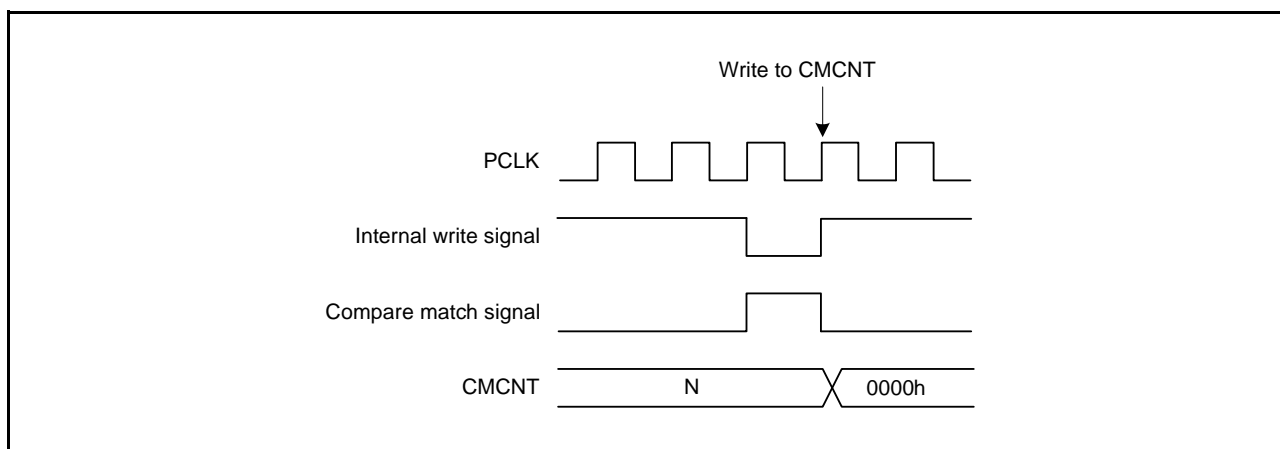 Write to CMCNT
PCLK
Internal write signal
Compare match signal
CMCNT
N
0000h